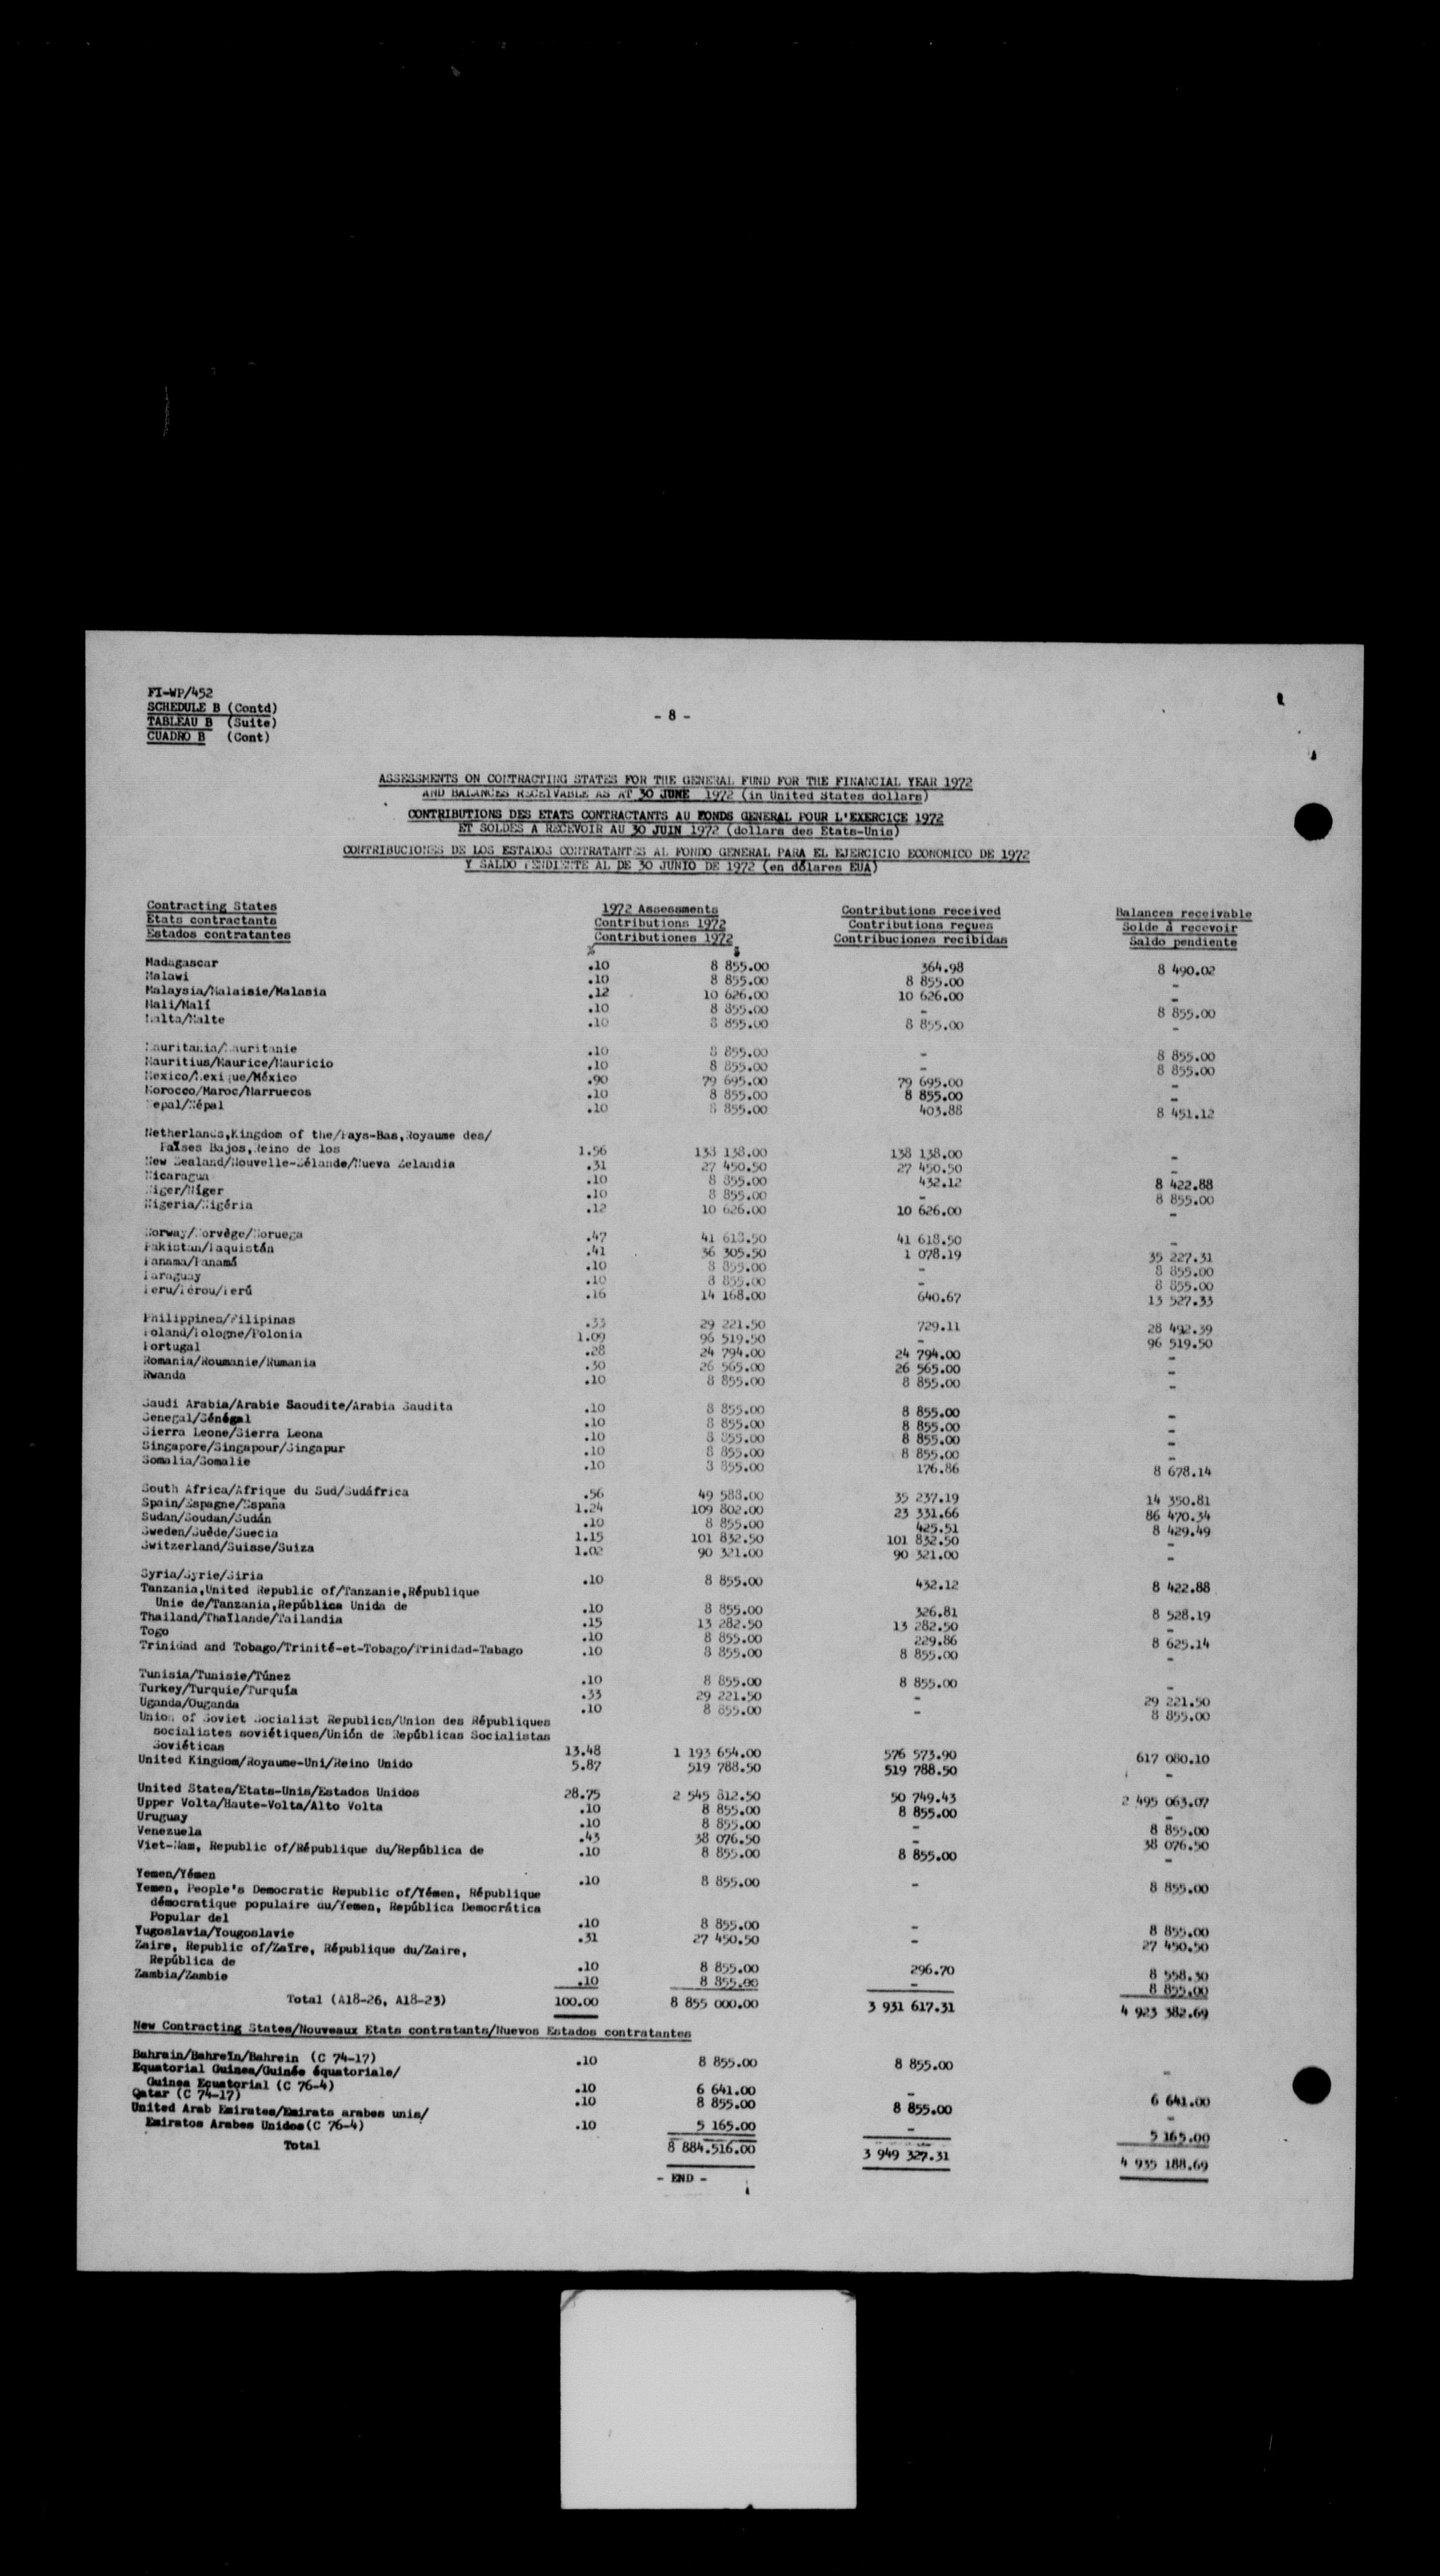 FI-WP/452
SCHEDULE B (Contd)
TABLEAU B (Suite)
CUADRO B (Cont)
- 8 -
ASSESSMENTS ON CONTRACTING STATES FOR THE GENERAL FUND FOR THE FINANCIAL YEAR 1972
AND BALANCES RECEIVABLE AS AT 30 JUNE 1972 (in United States dollars)
CONTRIBUTIONS DES ETATS CONTRACTANTS AU FONDS GENERAL POUR L'EXERCICE 1972
ET SOLDES A RECEVOIR AU 30 JUIN 1972 (dollars des Etats-Unis)
CONTRIBUCIONES DE LOS ESTADOS CONTRATANTES AL FONDO GENERAL PARA EL EJERCICIO ECONOMICO DE 1972
Y SALDO PENDIENTE AL DE 30 JUNIO DE 1972 (en dólares EUA)
Contracting States 1972 Assessments Contributions received Balances receivable
Etats contractants Contributions 1972 Contributions reçues Solde à recevoir
Estados contratantes Contributiones 1972 Contribuciones recibidas Saldo pendiente
% $
Madagascar .10 8 855.00 364.98 8 490.02
Malawi .10 8 855.00 8 855.00 -
Malaysia/Malaisie/Malasia .12 10 626.00 10 626.00 -
Mali/Malí .10 8 855.00 - 8 855.00
Malta/Malte .10 8 855.00 8 855.00 -
Mauritania/Mauritanie .10 8 855.00 - 8 855.00
Mauritius/Maurice/Mauricio .10 8 855.00 - 8 855.00
Mexico/Mexique/México .90 79 695.00 79 695.00 -
Morocco/Maroc/Marruecos .10 8 855.00 8 855.00 -
Nepal/Népal .10 8 855.00 403.88 8 451.12
Netherlands,Kingdom of the/Pays-Bas,Royaume des/
Países Bajos,Reino de los 1.56 138 138.00 138 138.00 -
New Zealand/Nouvelle-Zélande/Nueva Zelandia .31 27 450.50 27 450.50 -
Nicaragua .10 8 855.00 432.12 8 422.88
Niger/Níger .10 8 855.00 - 8 855.00
Nigeria/Nigéria .12 10 626.00 10 626.00 -
Norway/Norvège/Noruega .47 41 618.50 41 618.50 -
Pakistan/Paquistán .41 36 305.50 1 078.19 35 227.31
Panama/Panamá .10 8 855.00 - 8 855.00
Paraguay .10 8 855.00 - 8 855.00
Peru/Pérou/Perú .16 14 168.00 640.67 13 527.33
Philippines/Filipinas .33 29 221.50 729.11 28 492.39
Poland/Pologne/Polonia 1.09 96 519.50 - 96 519.50
Portugal .28 24 794.00 24 794.00 -
Romania/Roumanie/Rumania .30 26 565.00 26 565.00 -
Rwanda .10 8 855.00 8 855.00 -
Saudi Arabia/Arabie Saoudite/Arabia Saudita .10 8 855.00 8 855.00 -
Senegal/Sénégal .10 8 855.00 8 855.00 -
Sierra Leone/Sierra Leona .10 8 855.00 8 855.00 -
Singapore/Singapour/Singapur .10 8 855.00 8 855.00 -
Somalia/Somalie .10 8 855.00 176.86 8 678.14
South Africa/Afrique du Sud/Sudáfrica .56 49 588.00 35 237.19 14 350.81
Spain/Espagne/España 1.24 109 802.00 23 331.66 86 470.34
Sudan/Soudan/Sudán .10 8 855.00 425.51 8 429.49
Sweden/Suède/Suecia 1.15 101 832.50 101 832.50 -
Switzerland/Suisse/Suiza 1.02 90 321.00 90 321.00 -
Syria/Syrie/Siria .10 8 855.00 432.12 8 422.88
Tanzania,United Republic of/Tanzanie,République
Unie de/Tanzania,República Unida de .10 8 855.00 326.81 8 528.19
Thailand/Thaïlande/Tailandia .15 13 282.50 13 282.50 -
Togo .10 8 855.00 229.86 8 625.14
Trinidad and Tobago/Trinité-et-Tobago/Trinidad-Tabago .10 8 855.00 8 855.00 -
Tunisia/Tunisie/Túnez .10 8 855.00 8 855.00 -
Turkey/Turquie/Turquía .33 29 221.50 - 29 221.50
Uganda/Ouganda .10 8 855.00 - 8 855.00
Union of Soviet Socialist Republics/Union des Républiques
socialistes soviétiques/Unión de Repúblicas Socialistas
Soviéticas 13.48 1 193 654.00 576 573.90 617 080.10
United Kingdom/Royaume-Uni/Reino Unido 5.87 519 788.50 519 788.50 -
United States/Etats-Unis/Estados Unidos 28.75 2 545 812.50 50 749.43 2 495 063.07
Upper Volta/Haute-Volta/Alto Volta .10 8 855.00 8 855.00 -
Uruguay .10 8 855.00 - 8 855.00
Venezuela .43 38 076.50 - 38 076.50
Viet-Nam, Republic of/République du/República de .10 8 855.00 8 855.00 -
Yemen/Yémen .10 8 855.00 - 8 855.00
Yemen, People's Democratic Republic of/Yémen, République
démocratique populaire du/Yemen, República Democrática
Popular del .10 8 855.00 - 8 855.00
Yugoslavia/Yougoslavie .31 27 450.50 - 27 450.50
Zaire, Republic of/Zaïre, République du/Zaire,
República de .10 8 855.00 296.70 8 558.30
Zambia/Zambie .10 8 855.00 - 8 855.00
Total (A18-26, A18-23) 100.00 8 855 000.00 3 931 617.31 4 923 382.69
New Contracting States/Nouveaux Etats contratants/Nuevos Estados contratantes
Bahrain/Bahreïn/Bahrein (C 74-17) .10 8 855.00 8 855.00 -
Equatorial Guinea/Guinée équatoriale/
Guinea Ecuatorial (C 76-4) .10 6 641.00 - 6 641.00
Qatar (C 74-17) .10 8 855.00 8 855.00 -
United Arab Emirates/Emirats arabes unis/
Emiratos Arabes Unidos(C 76-4) .10 5 165.00 - 5 165.00
Total 8 884.516.00 3 949 327.31 4 935 188.69
- END -